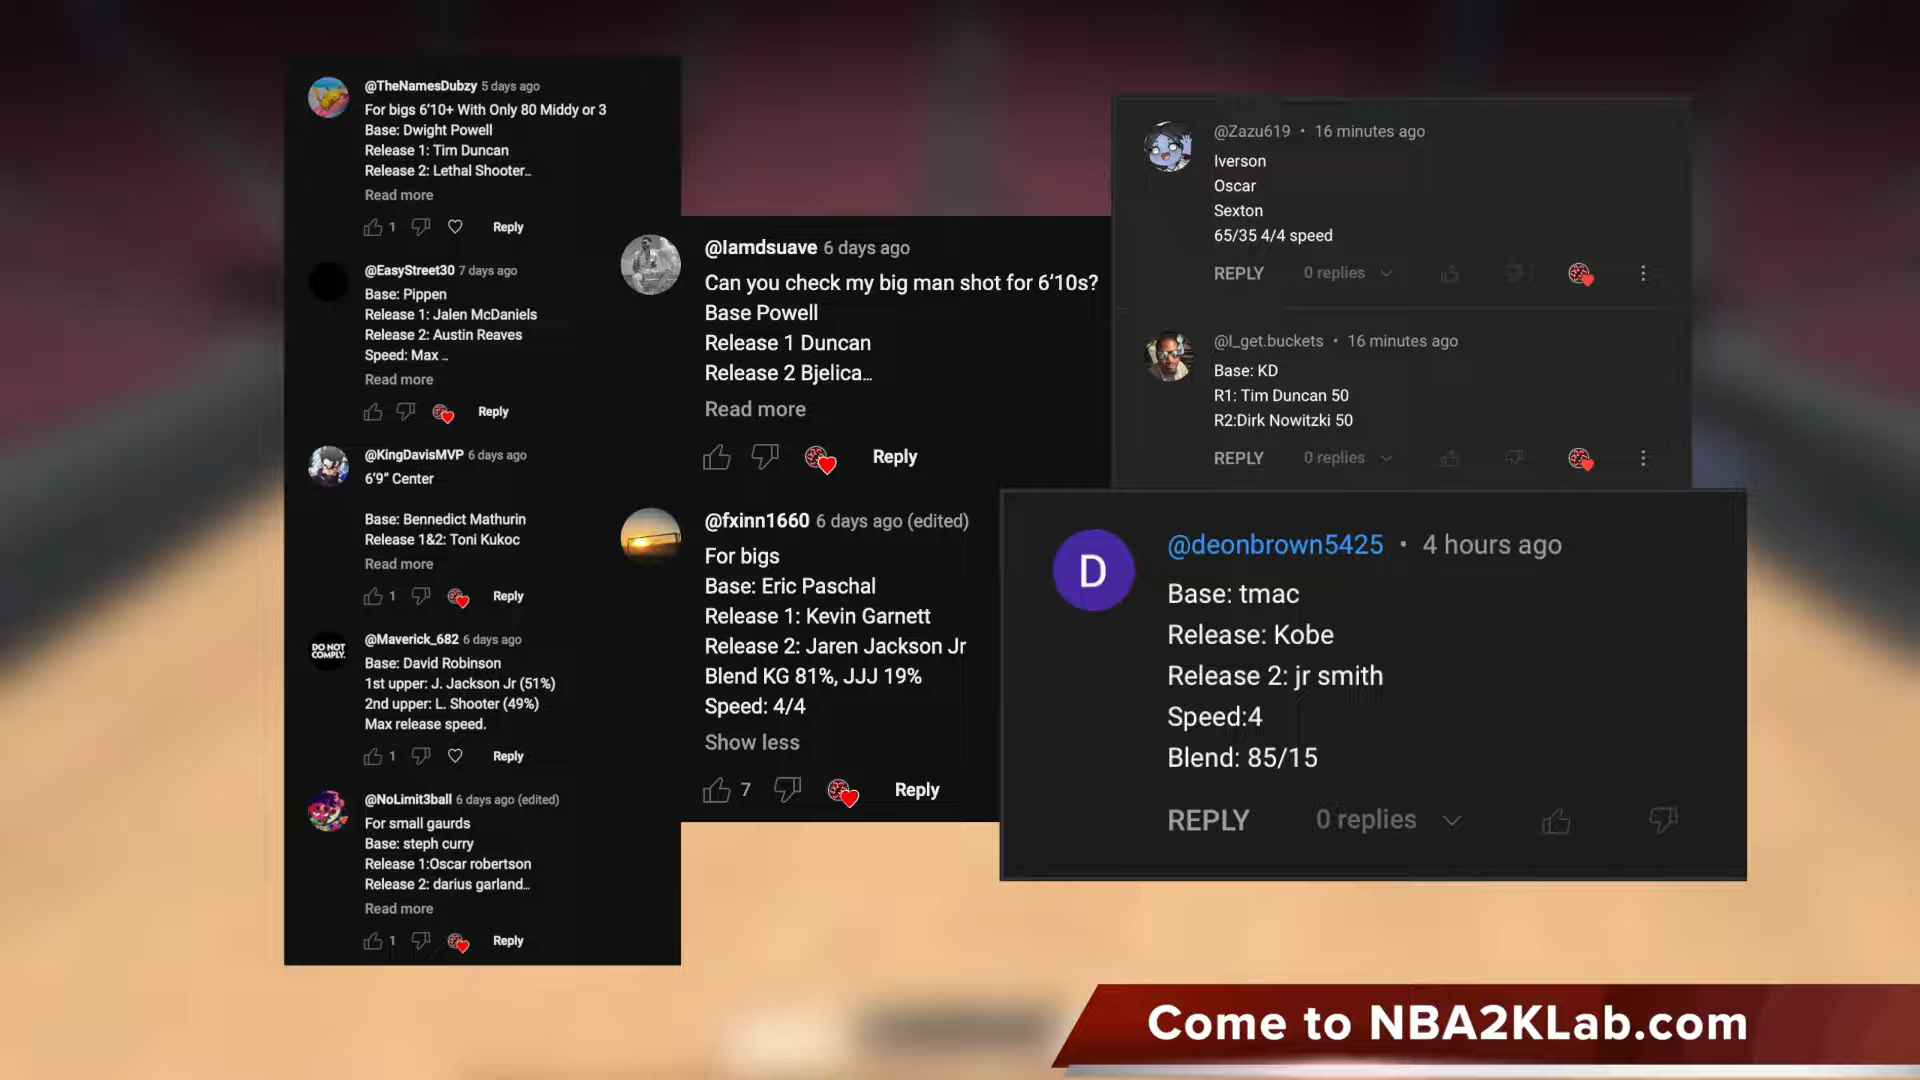 @TheNamesDubzy 5 days ago
For bigs 6'10+ With Only 80 Middy or 3
Base: Dwight Powell
Release 1: Tim Duncan
Release 2: Lethal Shooter...
Read more
1 Reply
@EasyStreet30 7 days ago
Base: Pippen
Release 1: Jalen McDaniels
Release 2: Austin Reaves
Speed: Max ...
Read more
Reply
@KingDavisMVP 6 days ago
6'9" Center
Base: Bennedict Mathurin
Release 1&2: Toni Kukoc
Read more
1 Reply
DO NOT
COMPLY.
@Maverick_682 6 days ago
Base: David Robinson
1st upper: J. Jackson Jr (51%)
2nd upper: L. Shooter (49%)
Max release speed.
1 Reply
@NoLimit3ball 6 days ago (edited)
For small gaurds
Base: steph curry
Release 1:Oscar robertson
Release 2: darius garland...
Read more
1 Reply
@Iamdsuave 6 days ago
Can you check my big man shot for 6'10s?
Base Powell
Release 1 Duncan
Release 2 Bjelica...
Read more
Reply
@fxinn1660 6 days ago (edited)
For bigs
Base: Eric Paschal
Release 1: Kevin Garnett
Release 2: Jaren Jackson Jr
Blend KG 81%, JJJ 19%
Speed: 4/4
Show less
7 Reply
@Zazu619 • 16 minutes ago
Iverson
Oscar
Sexton
65/35 4/4 speed
REPLY 0 replies
@I_get.buckets • 16 minutes ago
Base: KD
R1: Tim Duncan 50
R2:Dirk Nowitzki 50
REPLY 0 replies
D
@deonbrown5425 • 4 hours ago
Base: tmac
Release: Kobe
Release 2: jr smith
Speed:4
Blend: 85/15
REPLY 0 replies
Come to NBA2KLab.com